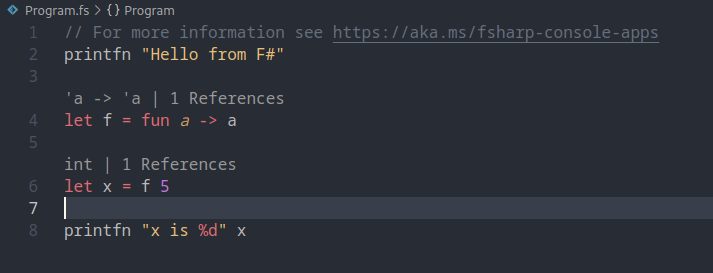 Program.fs > {} Program
1 // For more information see https://aka.ms/fsharp-console-apps
2 printfn "Hello from F#"
3
'a -> 'a | 1 References
4 let f = fun a -> a
5
int | 1 References
6 let x = f 5
7
8 printfn "x is %d" x